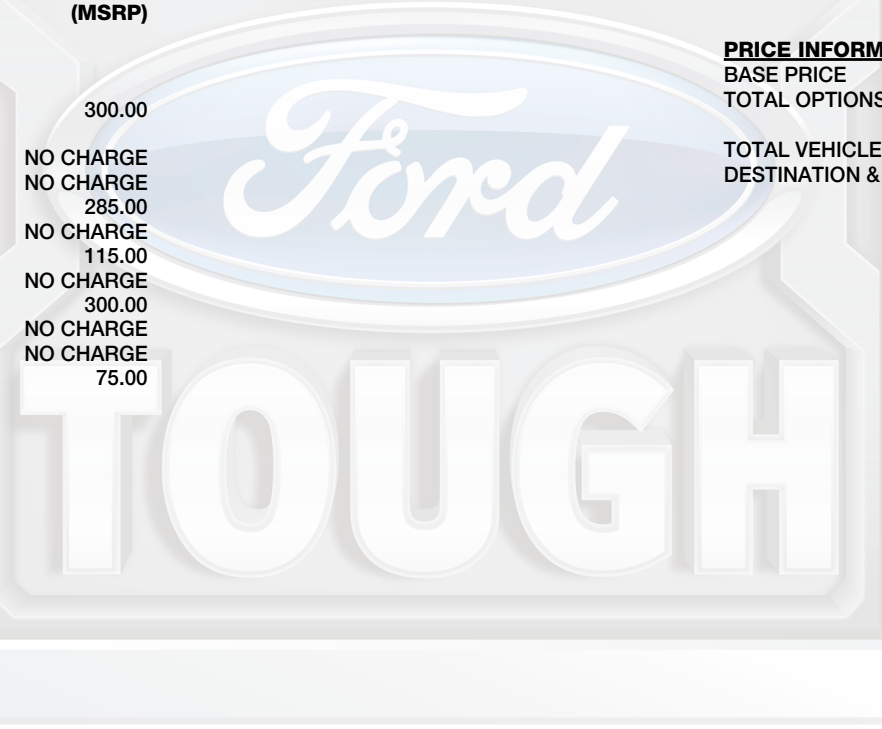 (MSRP)
300.00
NO CHARGE
NO CHARGE
285.00
NO CHARGE
115.00
NO CHARGE
300.00
NO CHARGE
NO CHARGE
75.00
PRICE INFORM
BASE PRICE
TOTAL OPTIONS
TOTAL VEHICLE
DESTINATION &
Ford
TOUGH